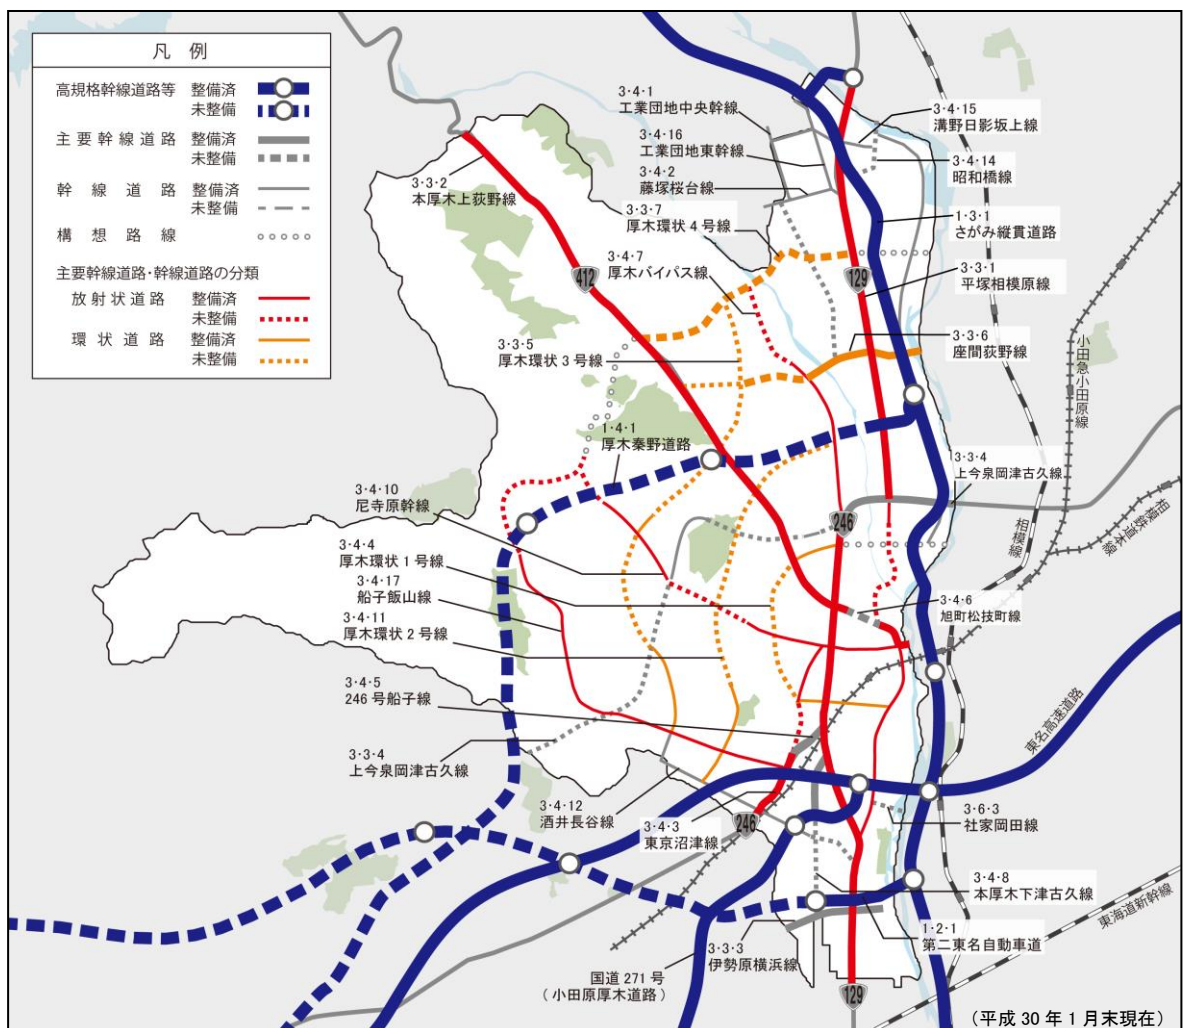 凡 例
高規格幹線道路等 整備済
未整備
主要幹線道路 整備済
未整備
幹線道路 整備済
未整備
構想路線
主要幹線道路・幹線道路の分類
放射状道路 整備済
未整備
環状道路 整備済
未整備
3・4・1
工業団地中央幹線
3・4・16
工業団地東幹線
3・4・2
藤塚桜台線
3・3・7
厚木環状4号線
3・4・7
厚木バイパス線
3・4・15
溝野日影坂上線
3・4・14
昭和橋線
1・3・1
さがみ縦貫道路
3・3・1
平塚相模原線
3・3・6
座間荻野線
3・3・2
本厚木上荻野線
412
129
3・3・5
厚木環状3号線
小田急小田原線
1・4・1
厚木秦野道路
3・3・4
上今泉岡津古久線
相模鉄道本線
相模線
246
3・4・10
尼寺原幹線
3・4・4
厚木環状1号線
3・4・17
船子飯山線
3・4・11
厚木環状2号線
3・4・5
246号船子線
3・4・6
旭町松技町線
3・3・4
上今泉岡津古久線
東名高速道路
3・4・12
酒井長谷線
246
3・4・3
東京沼津線
3・6・3
社家岡田線
3・4・8
本厚木下津古久線
1・2・1
第二東名自動車道
東海道新幹線
3・3・3
伊勢原横浜線
国道271号
(小田原厚木道路)
129
(平成30年1月末現在)